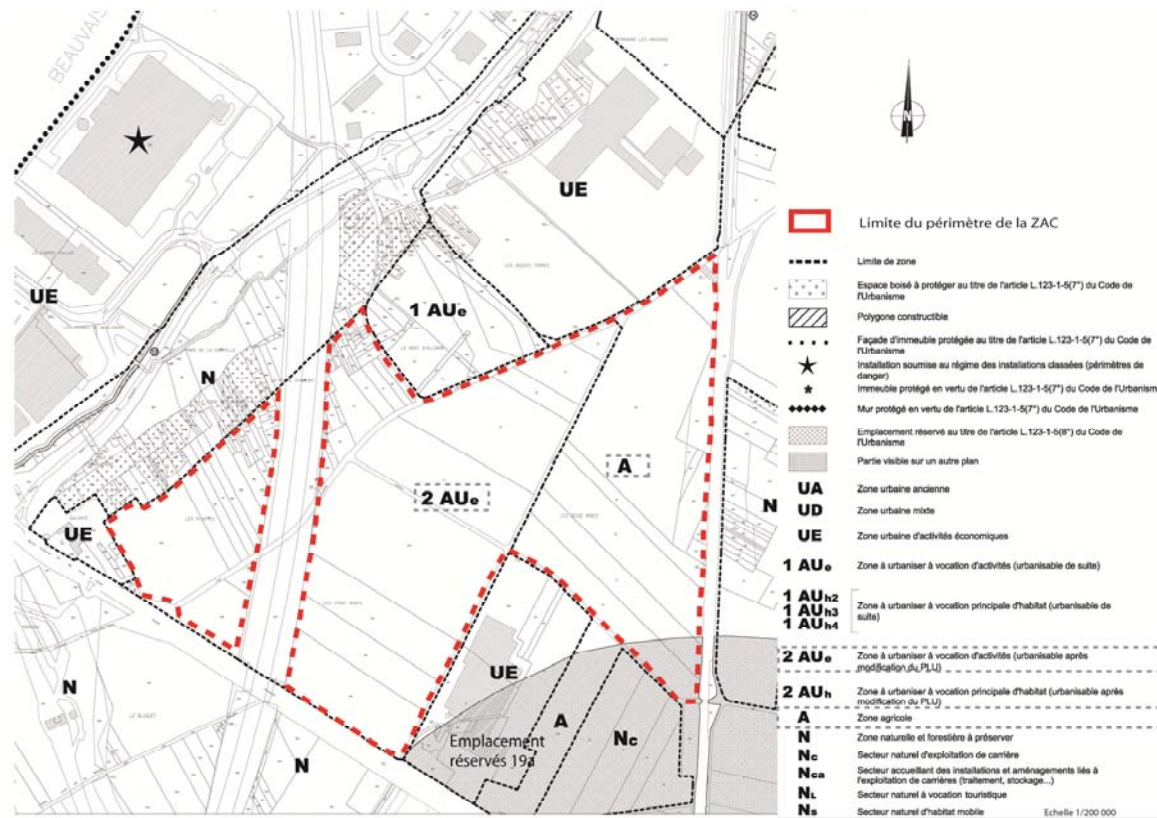 BEAUVAIS
N
UE
UE
1 AUe
N
A
2 AUe
N
UE
UE
A
Nc
Emplacement
réservés 19a
N
N
Limite du périmètre de la ZAC
Limite de zone
Espace boisé à protéger au titre de l'article L.123-1-5(7°) du Code de
l'Urbanisme
Polygone constructible
Façade d'immeuble protégée au titre de l'article L.123-1-5(7°) du Code de
l'Urbanisme
Installation soumise au régime des installations classées (périmètres de
danger)
Immeuble protégé en vertu de l'article L.123-1-5(7°) du Code de l'Urbanism
Mur protégé en vertu de l'article L.123-1-5(7°) du Code de l'Urbanisme
Emplacement réservé au titre de l'article L.123-1-5(8°) du Code de
l'Urbanisme
Partie visible sur un autre plan
UA Zone urbaine ancienne
UD Zone urbaine mixte
UE Zone urbaine d'activités économiques
1 AUe Zone à urbaniser à vocation d'activités (urbanisable de suite)
1 AUh2
1 AUh3
1 AUh4
Zone à urbaniser à vocation principale d'habitat (urbanisable de
suite)
2 AUe Zone à urbaniser à vocation d'activités (urbanisable après
modification du PLU)
2 AUh Zone à urbaniser à vocation principale d'habitat (urbanisable après
modification du PLU)
A Zone agricole
N Zone naturelle et forestière à préserver
Nc Secteur naturel d'exploitation de carrière
Nca Secteur accueillant des installations et aménagements liés à
l'exploitation de carrières (traitement, stockage...)
NL Secteur naturel à vocation touristique
Ns Secteur naturel d'habitat mobile
Echelle 1/200 000